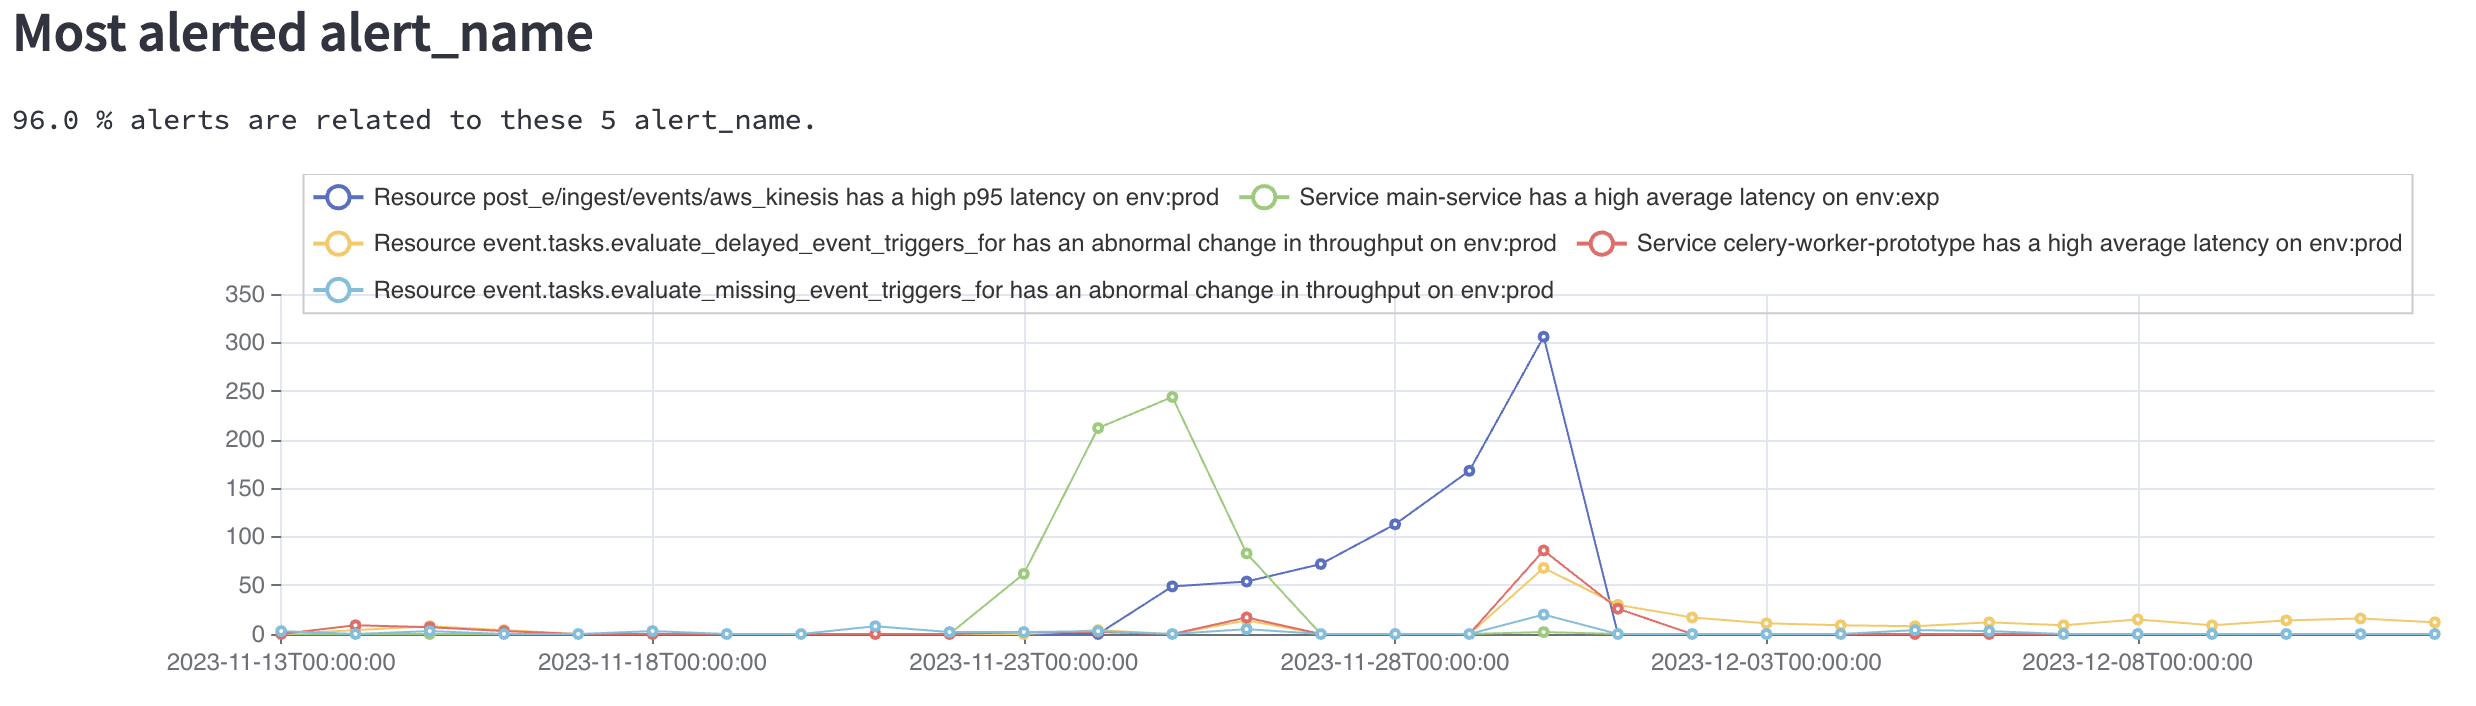 Most alerted alert_name
96.0 % alerts are related to these 5 alert_name.
Resource post_e/ingest/events/aws_kinesis has a high p95 latency on env:prod Service main-service has a high average latency on env:exp
Resource event.tasks.evaluate_delayed_event_triggers_for has an abnormal change in throughput on env:prod Service celery-worker-prototype has a high average latency on env:prod
Resource event.tasks.evaluate_missing_event_triggers_for has an abnormal change in throughput on env:prod
350
300
250
200
150
100
50
0
2023-11-13T00:00:00 2023-11-18T00:00:00 2023-11-23T00:00:00 2023-11-28T00:00:00 2023-12-03T00:00:00 2023-12-08T00:00:00